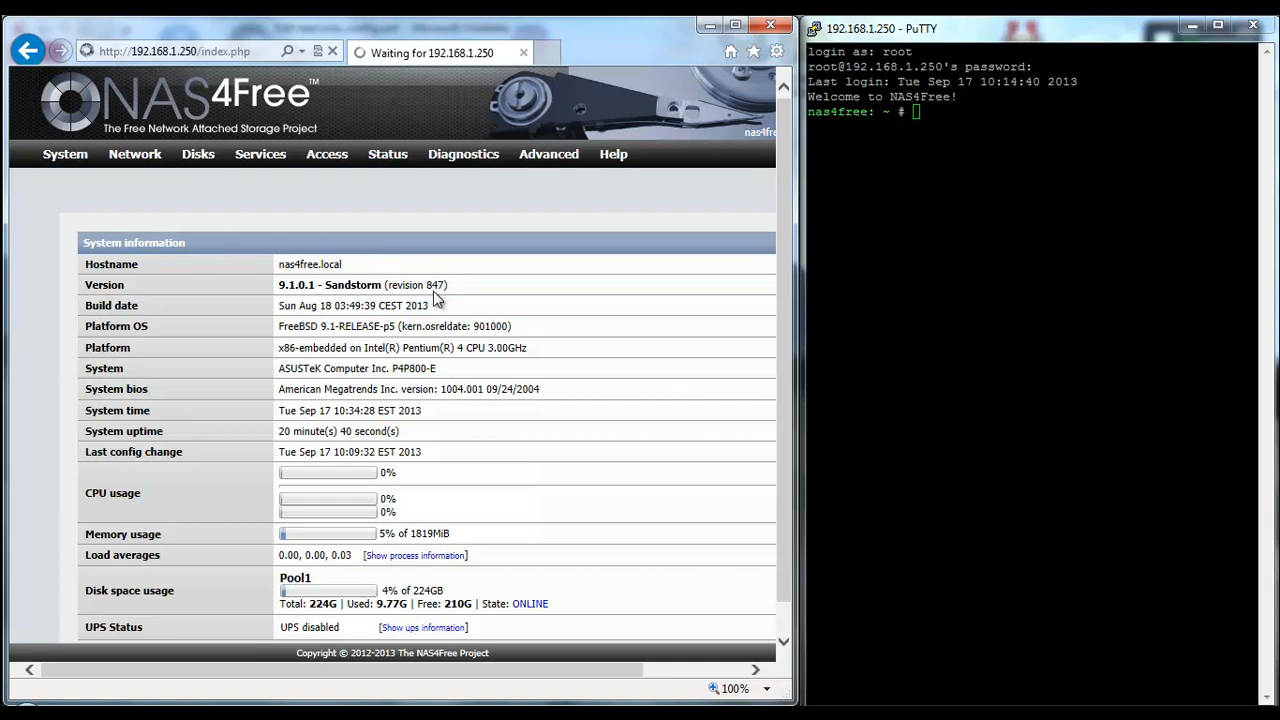 http://192.168.1.250/index.php
Waiting for 192.168.1.250
NAS4Free™
The Free Network Attached Storage Project
nas4fre
System Network Disks Services Access Status Diagnostics Advanced Help
System information
Hostname nas4free.local
Version 9.1.0.1 - Sandstorm (revision 847)
Build date Sun Aug 18 03:49:39 CEST 2013
Platform OS FreeBSD 9.1-RELEASE-p5 (kern.osreldate: 901000)
Platform x86-embedded on Intel(R) Pentium(R) 4 CPU 3.00GHz
System ASUSTeK Computer Inc. P4P800-E
System bios American Megatrends Inc. version: 1004.001 09/24/2004
System time Tue Sep 17 10:34:28 EST 2013
System uptime 20 minute(s) 40 second(s)
Last config change Tue Sep 17 10:09:32 EST 2013
CPU usage
0%
0%
0%
Memory usage 5% of 1819MiB
Load averages 0.00, 0.00, 0.03 [Show process information]
Disk space usage
Pool1
4% of 224GB
Total: 224G | Used: 9.77G | Free: 210G | State: ONLINE
UPS Status UPS disabled [Show ups information]
Copyright © 2012-2013 The NAS4Free Project
100%
192.168.1.250 - PuTTY
login as: root
root@192.168.1.250's password:
Last login: Tue Sep 17 10:14:40 2013
Welcome to NAS4Free!
nas4free: ~ #